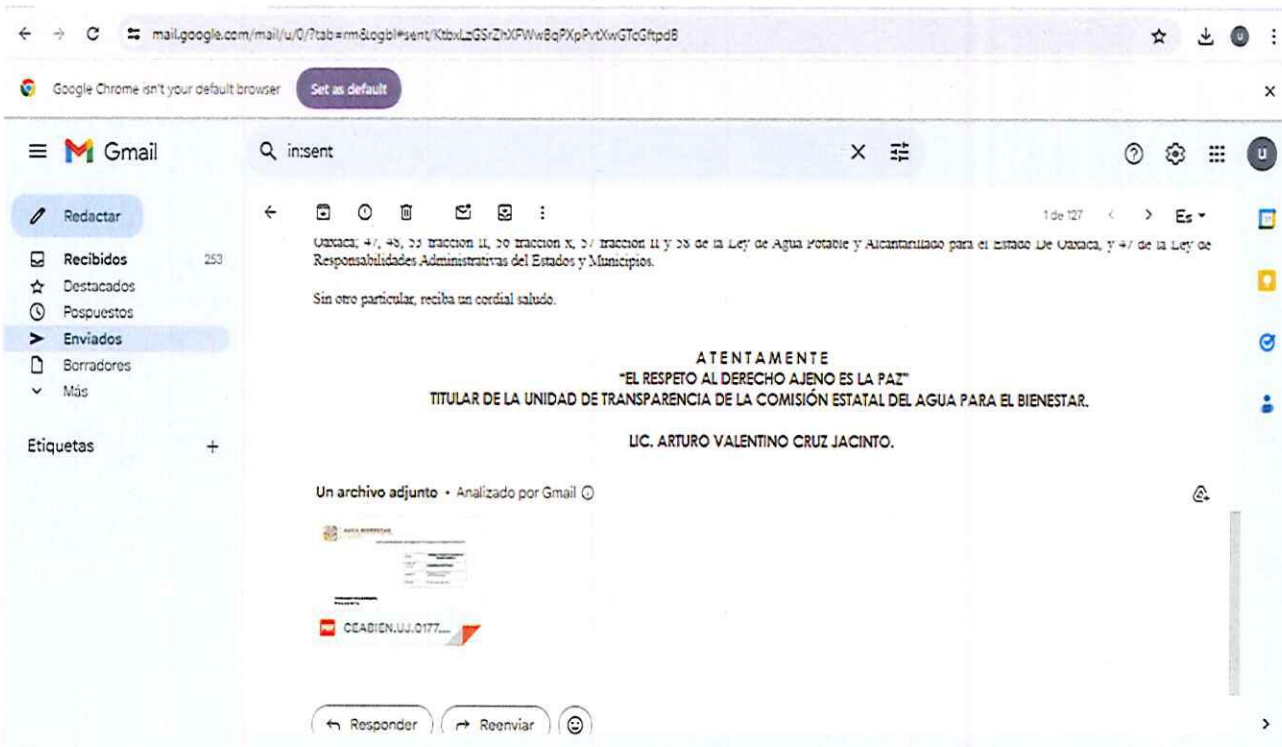 mail.google.com/mail/u/0/?tab=rm&ogbl#sent/KtbxLzGSrZhXFWwBqPXpPvtXwGTcGftpdB
Google Chrome isn't your default browser Set as default
Gmail
in:sent
Redactar
Recibidos 253
Destacados
Pospuestos
Enviados
Borradores
Más
Etiquetas +
1 de 127
Es
Oaxaca; 47, 48, 53 fracción II, 56 fracción x, 57 fracción II y 58 de la Ley de Agua Potable y Alcantarillado para el Estado De Oaxaca, y 47 de la Ley de
Responsabilidades Administrativas del Estados y Municipios.
Sin otro particular, reciba un cordial saludo.
A T E N T A M E N T E
"EL RESPETO AL DERECHO AJENO ES LA PAZ"
TITULAR DE LA UNIDAD DE TRANSPARENCIA DE LA COMISIÓN ESTATAL DEL AGUA PARA EL BIENESTAR.
LIC. ARTURO VALENTINO CRUZ JACINTO.
Un archivo adjunto • Analizado por Gmail
AGUA BIENESTAR
PDF CEABIEN.UJ.0177....
Responder
Reenviar